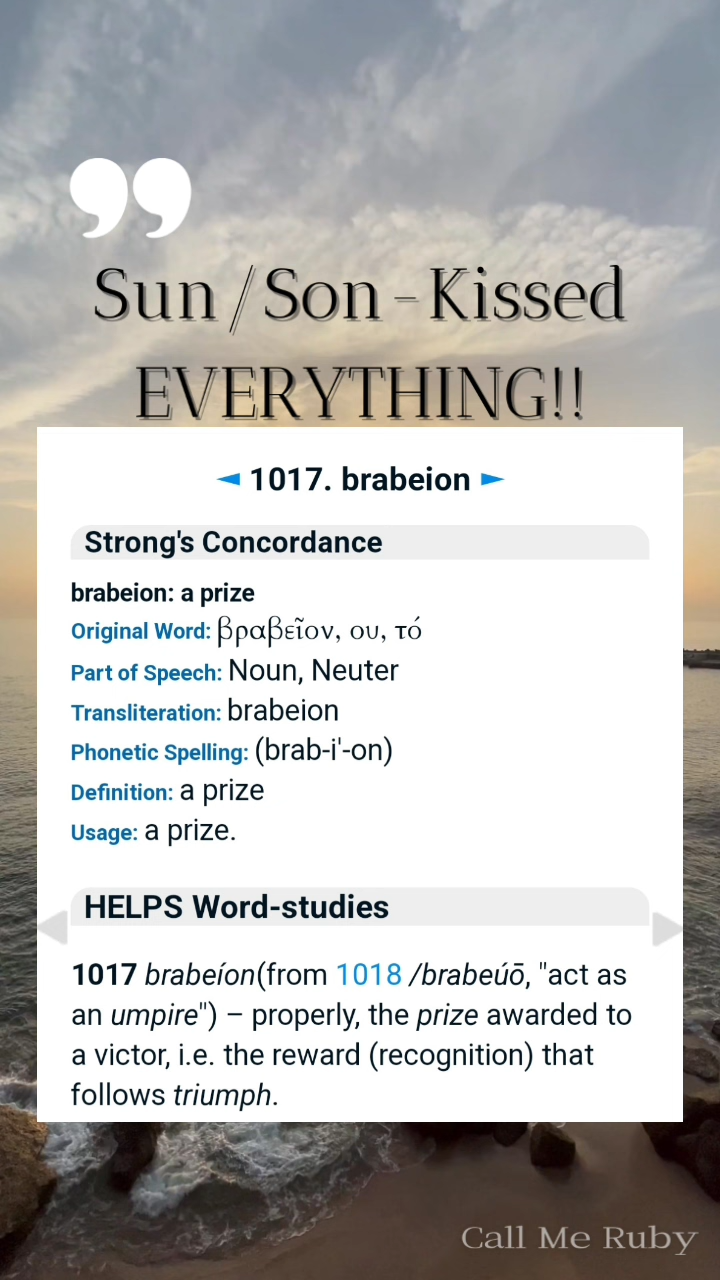 ”
Sun/Son-Kissed
EVERYTHING!!
◄ 1017. brabeion ►
Strong's Concordance
brabeion: a prize
Original Word: βραβεῖον, ου, τό
Part of Speech: Noun, Neuter
Transliteration: brabeion
Phonetic Spelling: (brab-i'-on)
Definition: a prize
Usage: a prize.
HELPS Word-studies
1017 brabeíon(from 1018 /brabeúō, "act as
an umpire") – properly, the prize awarded to
a victor, i.e. the reward (recognition) that
follows triumph.
Call Me Ruby